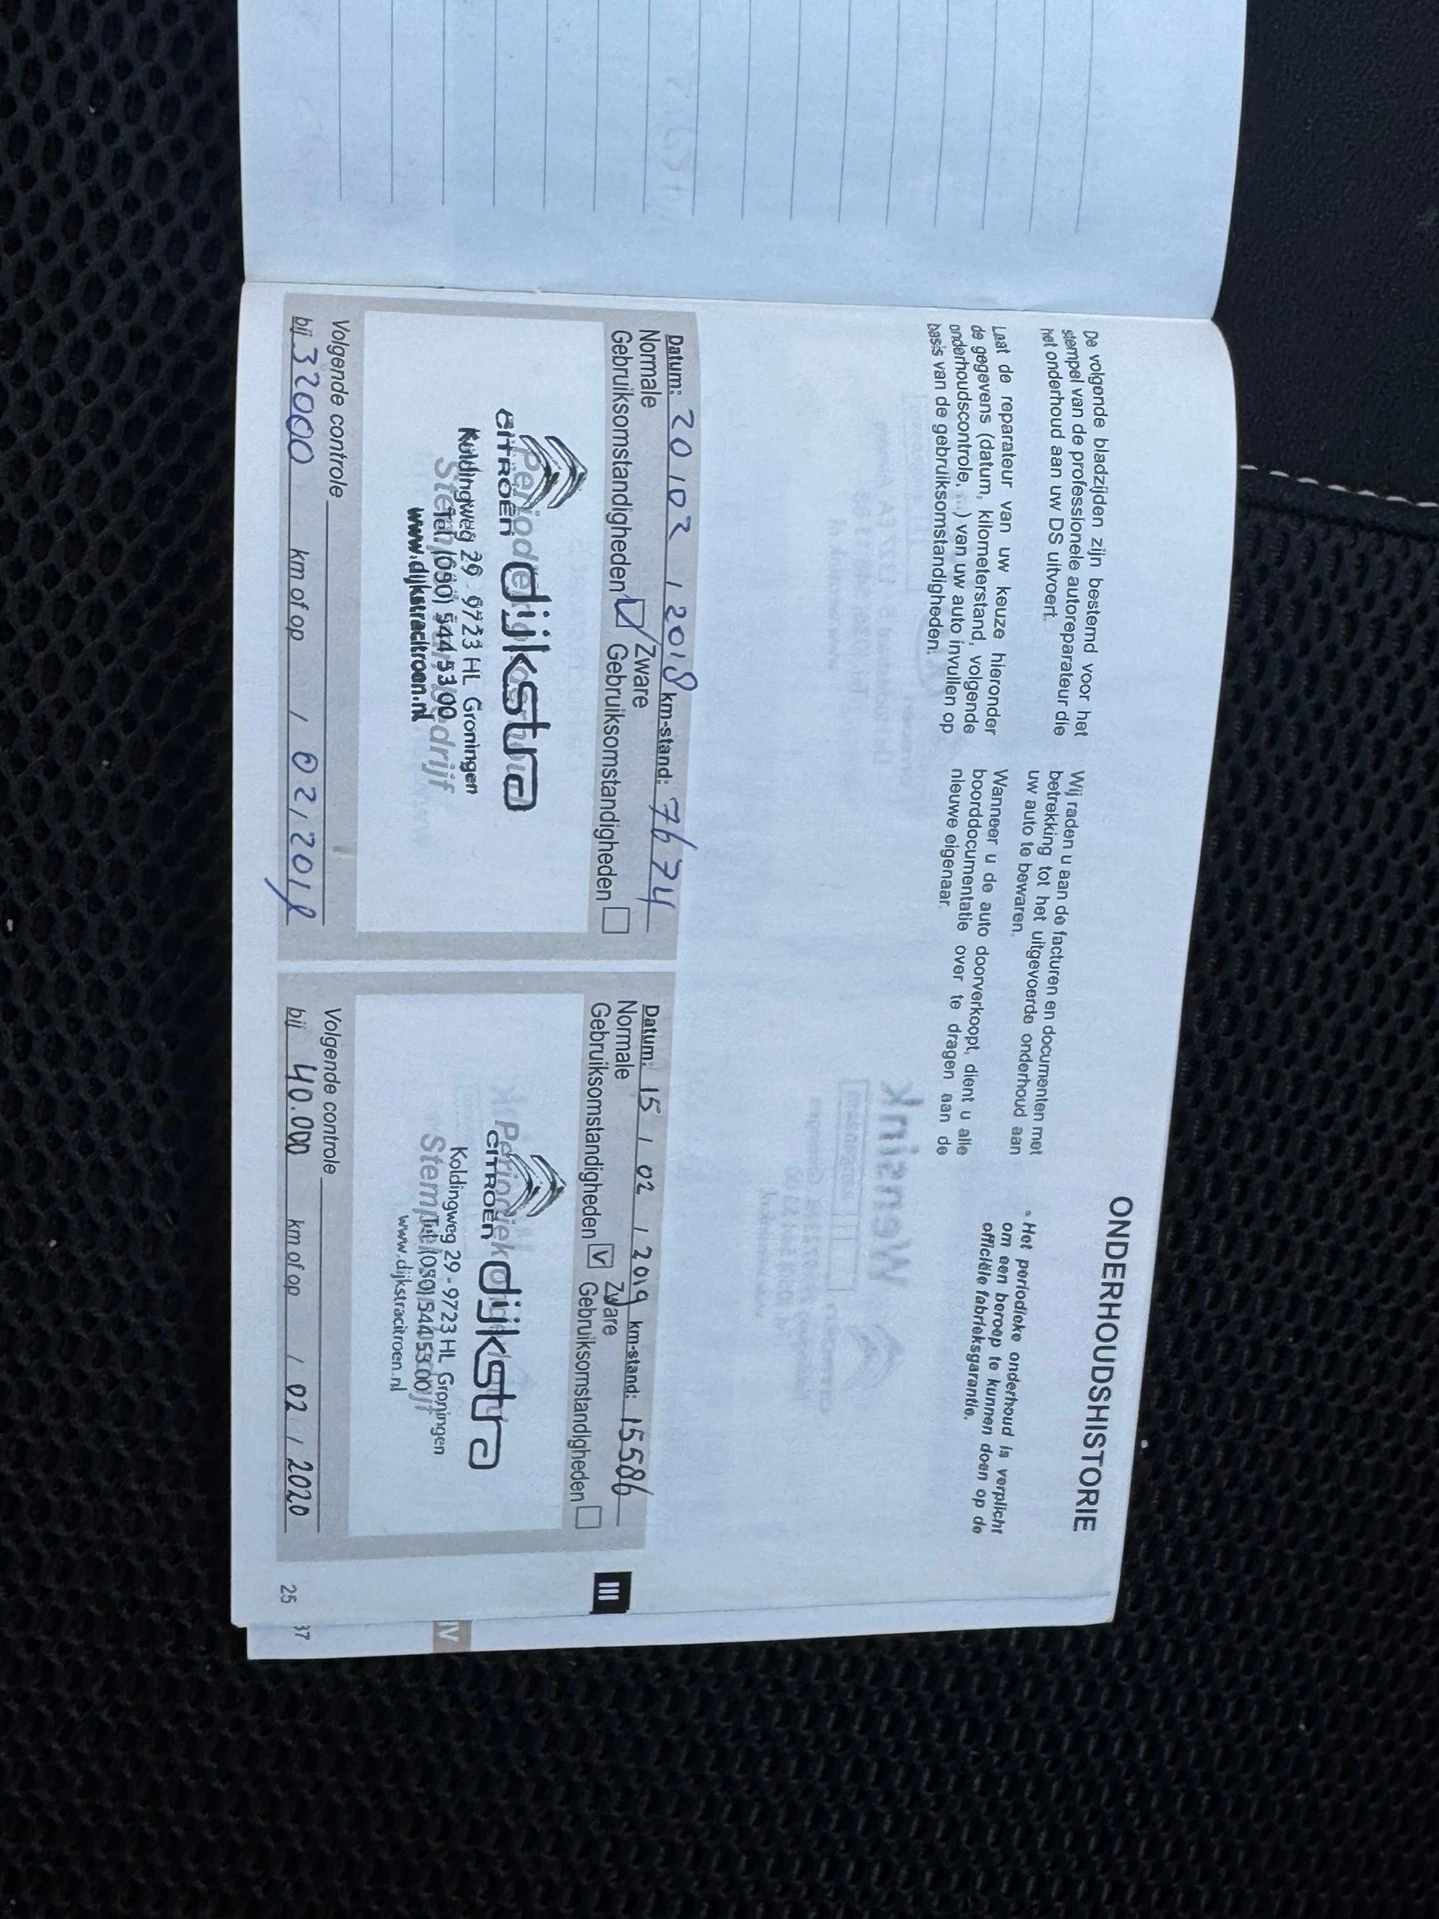 ONDERHOUDSHISTORIE
De volgende bladzijden zijn bestemd voor het
stempel van de professionele autoreparateur die
het onderhoud aan uw DS uitvoert.
Laat de reparateur van uw keuze hieronder
de gegevens (datum, kilometerstand, volgende
onderhoudscontrole, ...) van uw auto invullen op
basis van de gebruiksomstandigheden.
Wij raden u aan de facturen en documenten met
betrekking tot het uitgevoerde onderhoud aan
uw auto te bewaren.
Wanneer u de auto doorverkoopt, dient u alle
boorddocumentatie over te dragen aan de
nieuwe eigenaar.
* Het periodieke onderhoud is verplicht
om een beroep te kunnen doen op de
officiële fabrieksgarantie.
Datum: 20 / 02 / 2018 km-stand: 7674
Normale Zware
Gebruiksomstandigheden Gebruiksomstandigheden
dijkstra
CITROËN
Koldingweg 29 - 9723 HL Groningen
Tel. (050) 544 53 00
www.dijkstracitroen.nl
Volgende controle
bij 32000 km of op / 02 / 2019
Datum: 15 / 02 / 2019 km-stand: 15586
Normale Zware
Gebruiksomstandigheden Gebruiksomstandigheden
Periodiek
dijkstra
CITROËN
Koldingweg 29 - 9723 HL Groningen
Tel. (050) 544 53 00
www.dijkstracitroen.nl
Volgende controle
bij 40.000 km of op / 02 / 2020
III
IV
25
37